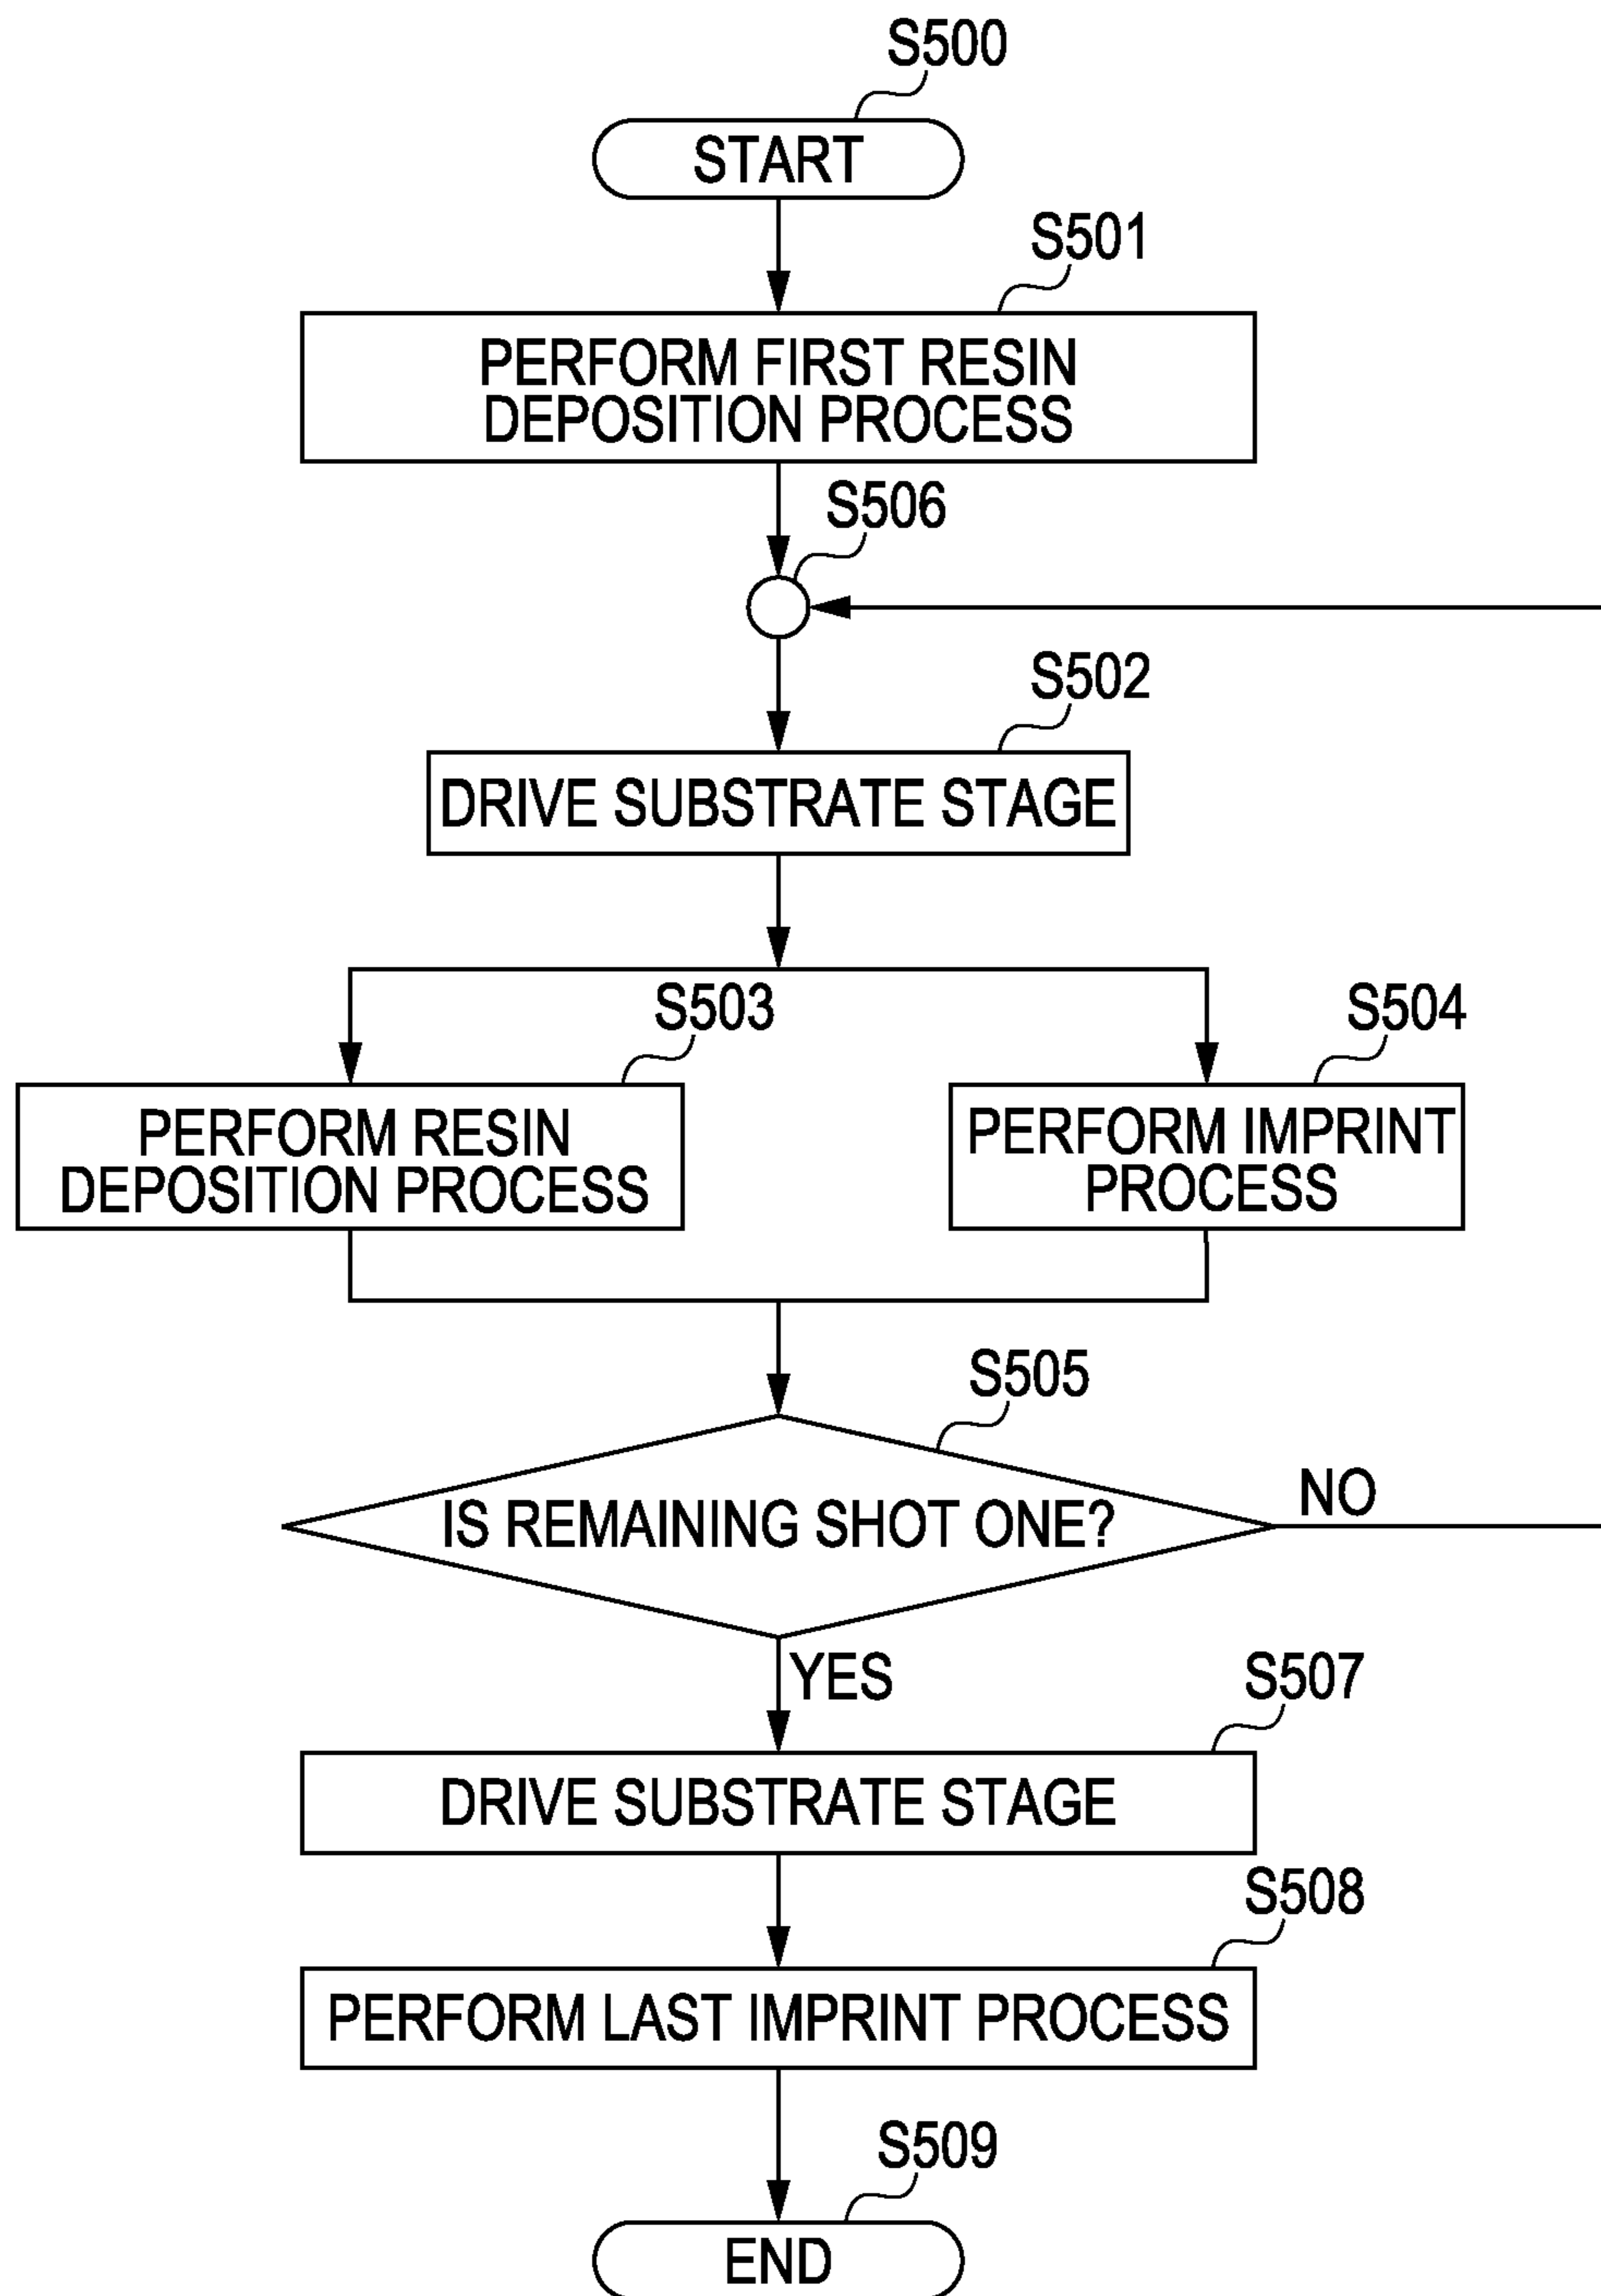 S500
START
S501
PERFORM FIRST RESIN
DEPOSITION PROCESS
S506
S502
DRIVE SUBSTRATE STAGE
S503
S504
PERFORM RESIN
DEPOSITION PROCESS
PERFORM IMPRINT
PROCESS
S505
IS REMAINING SHOT ONE?
NO
YES
S507
DRIVE SUBSTRATE STAGE
S508
PERFORM LAST IMPRINT PROCESS
S509
END